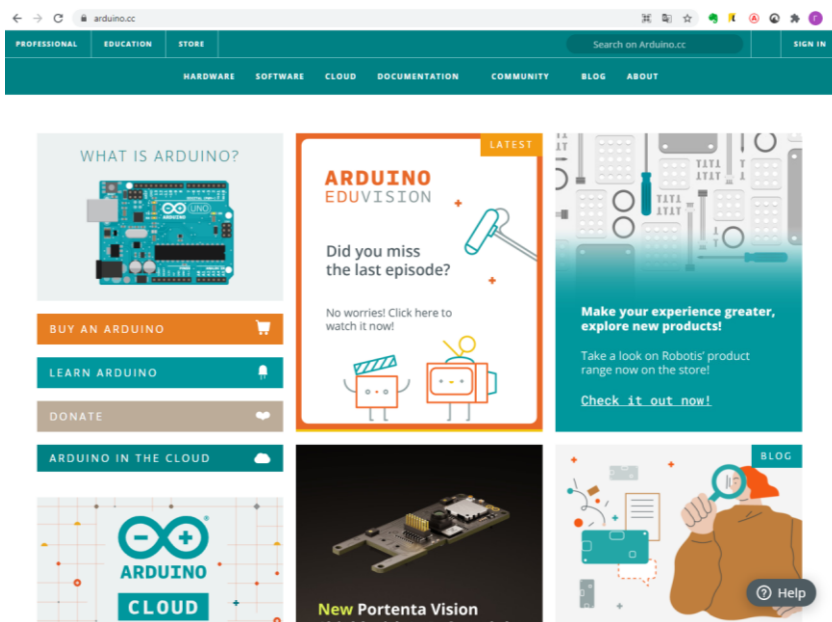 arduino.cc
PROFESSIONAL EDUCATION STORE Search on Arduino.cc SIGN IN
HARDWARE SOFTWARE CLOUD DOCUMENTATION COMMUNITY BLOG ABOUT
WHAT IS ARDUINO?
UNO
BUY AN ARDUINO
LEARN ARDUINO
DONATE
ARDUINO IN THE CLOUD
ARDUINO
CLOUD
LATEST
ARDUINO
EDUVISION
Did you miss
the last episode?
No worries! Click here to
watch it now!
New Portenta Vision
Make your experience greater,
explore new products!
Take a look on Robotis' product
range now on the store!
Check it out now!
BLOG
Help